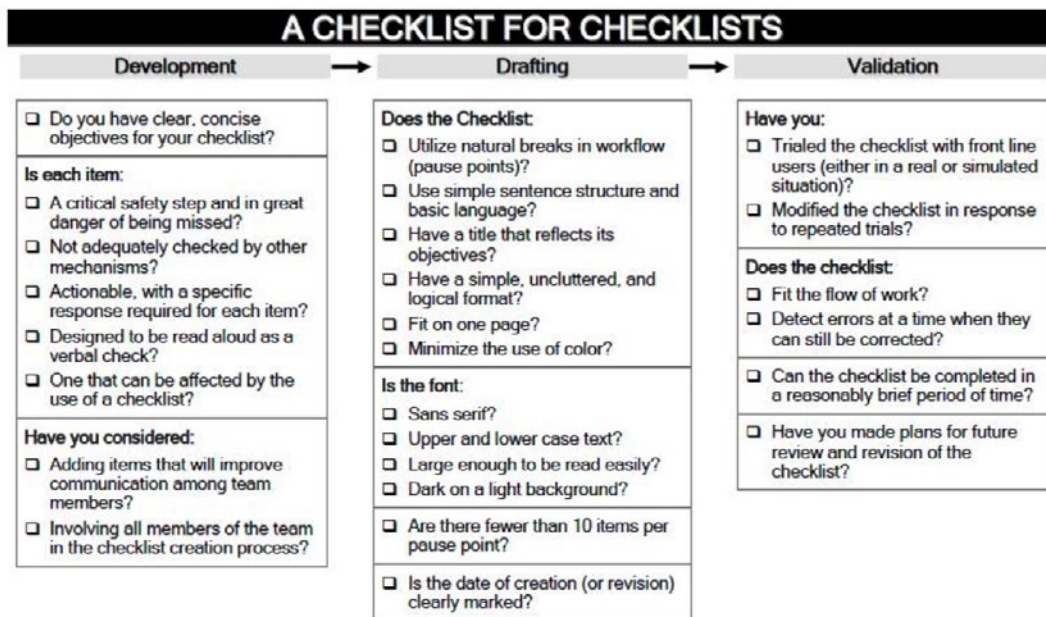 A CHECKLIST FOR CHECKLISTS
Development
Do you have clear, concise
objectives for your checklist?
Is each item:
A critical safety step and in great
danger of being missed?
Not adequately checked by other
mechanisms?
Actionable, with a specific
response required for each item?
Designed to be read aloud as a
verbal check?
One that can be affected by the
use of a checklist?
Have you considered:
Adding items that will improve
communication among team
members?
Involving all members of the team
in the checklist creation process?
Drafting
Does the Checklist:
Utilize natural breaks in workflow
(pause points)?
Use simple sentence structure and
basic language?
Have a title that reflects its
objectives?
Have a simple, uncluttered, and
logical format?
Fit on one page?
Minimize the use of color?
Is the font:
Sans serif?
Upper and lower case text?
Large enough to be read easily?
Dark on a light background?
Are there fewer than 10 items per
pause point?
Is the date of creation (or revision)
clearly marked?
Validation
Have you:
Trialed the checklist with front line
users (either in a real or simulated
situation)?
Modified the checklist in response
to repeated trials?
Does the checklist:
Fit the flow of work?
Detect errors at a time when they
can still be corrected?
Can the checklist be completed in
a reasonably brief period of time?
Have you made plans for future
review and revision of the
checklist?